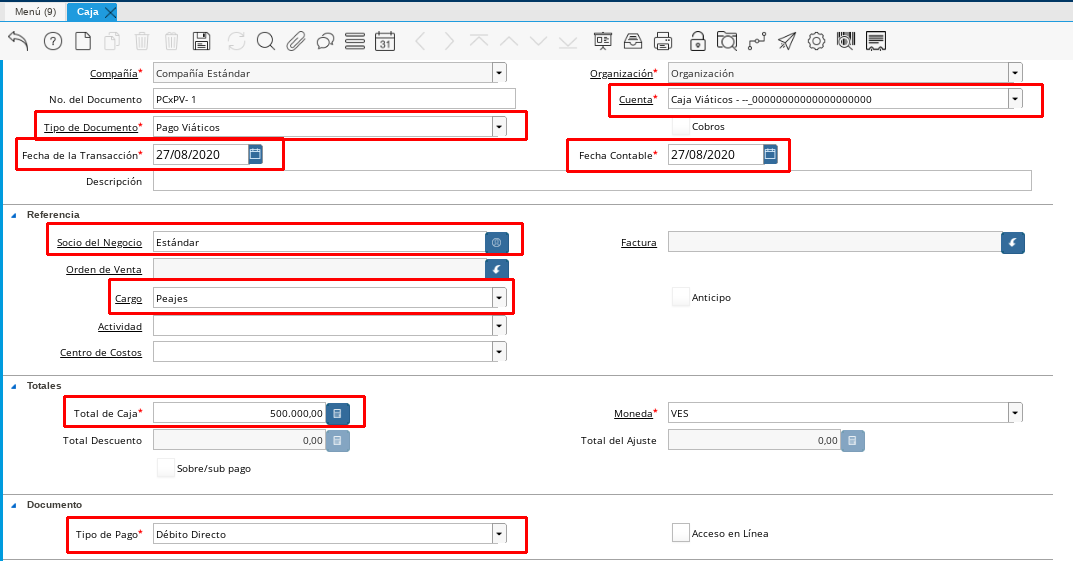 Menú (9) Caja
31
Compañía* Compañía Estándar Organización* Organización
No. del Documento PCxPV- 1 Cuenta* Caja Viáticos - --_00000000000000000000
Tipo de Documento* Pago Viáticos Cobros
Fecha de la Transacción* 27/08/2020 Fecha Contable* 27/08/2020
Descripción
Referencia
Socio del Negocio Estándar Factura
Orden de Venta
Cargo Peajes Anticipo
Actividad
Centro de Costos
Totales
Total de Caja* 500.000,00 Moneda* VES
Total Descuento 0,00 Total del Ajuste 0,00
Sobre/sub pago
Documento
Tipo de Pago* Débito Directo Acceso en Línea